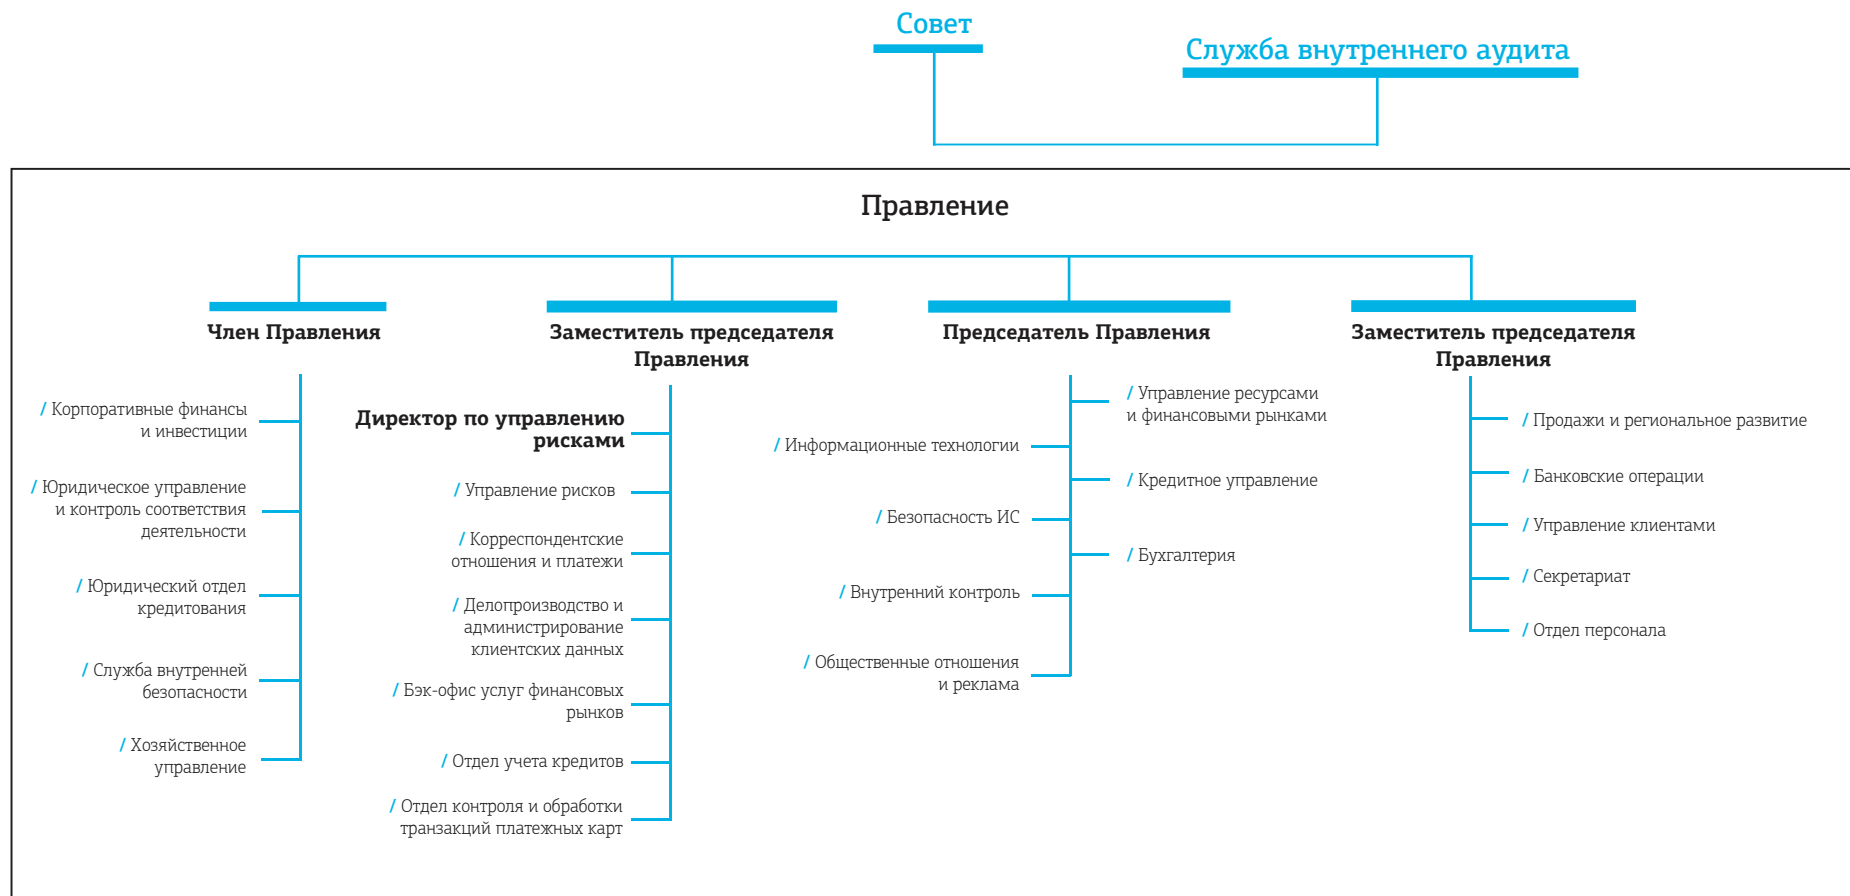 Совет
Служба внутреннего аудита
Правление
Член Правления
/ Корпоративные финансы
и инвестиции
/ Юридическое управление
и контроль соответствия
деятельности
/ Юридический отдел
кредитования
/ Служба внутренней
безопасности
/ Хозяйственное
управление
Заместитель председателя
Правления
Директор по управлению
рисками
/ Управление рисков
/ Корреспондентские
отношения и платежи
/ Делопроизводство и
администрирование
клиентских данных
/ Бэк-офис услуг финансовых
рынков
/ Отдел учета кредитов
/ Отдел контроля и обработки
транзакций платежных карт
Председатель Правления
/ Информационные технологии
/ Безопасность ИС
/ Внутренний контроль
/ Общественные отношения
и реклама
/ Управление ресурсами
и финансовыми рынками
/ Кредитное управление
/ Бухгалтерия
Заместитель председателя
Правления
/ Продажи и региональное развитие
/ Банковские операции
/ Управление клиентами
/ Секретариат
/ Отдел персонала